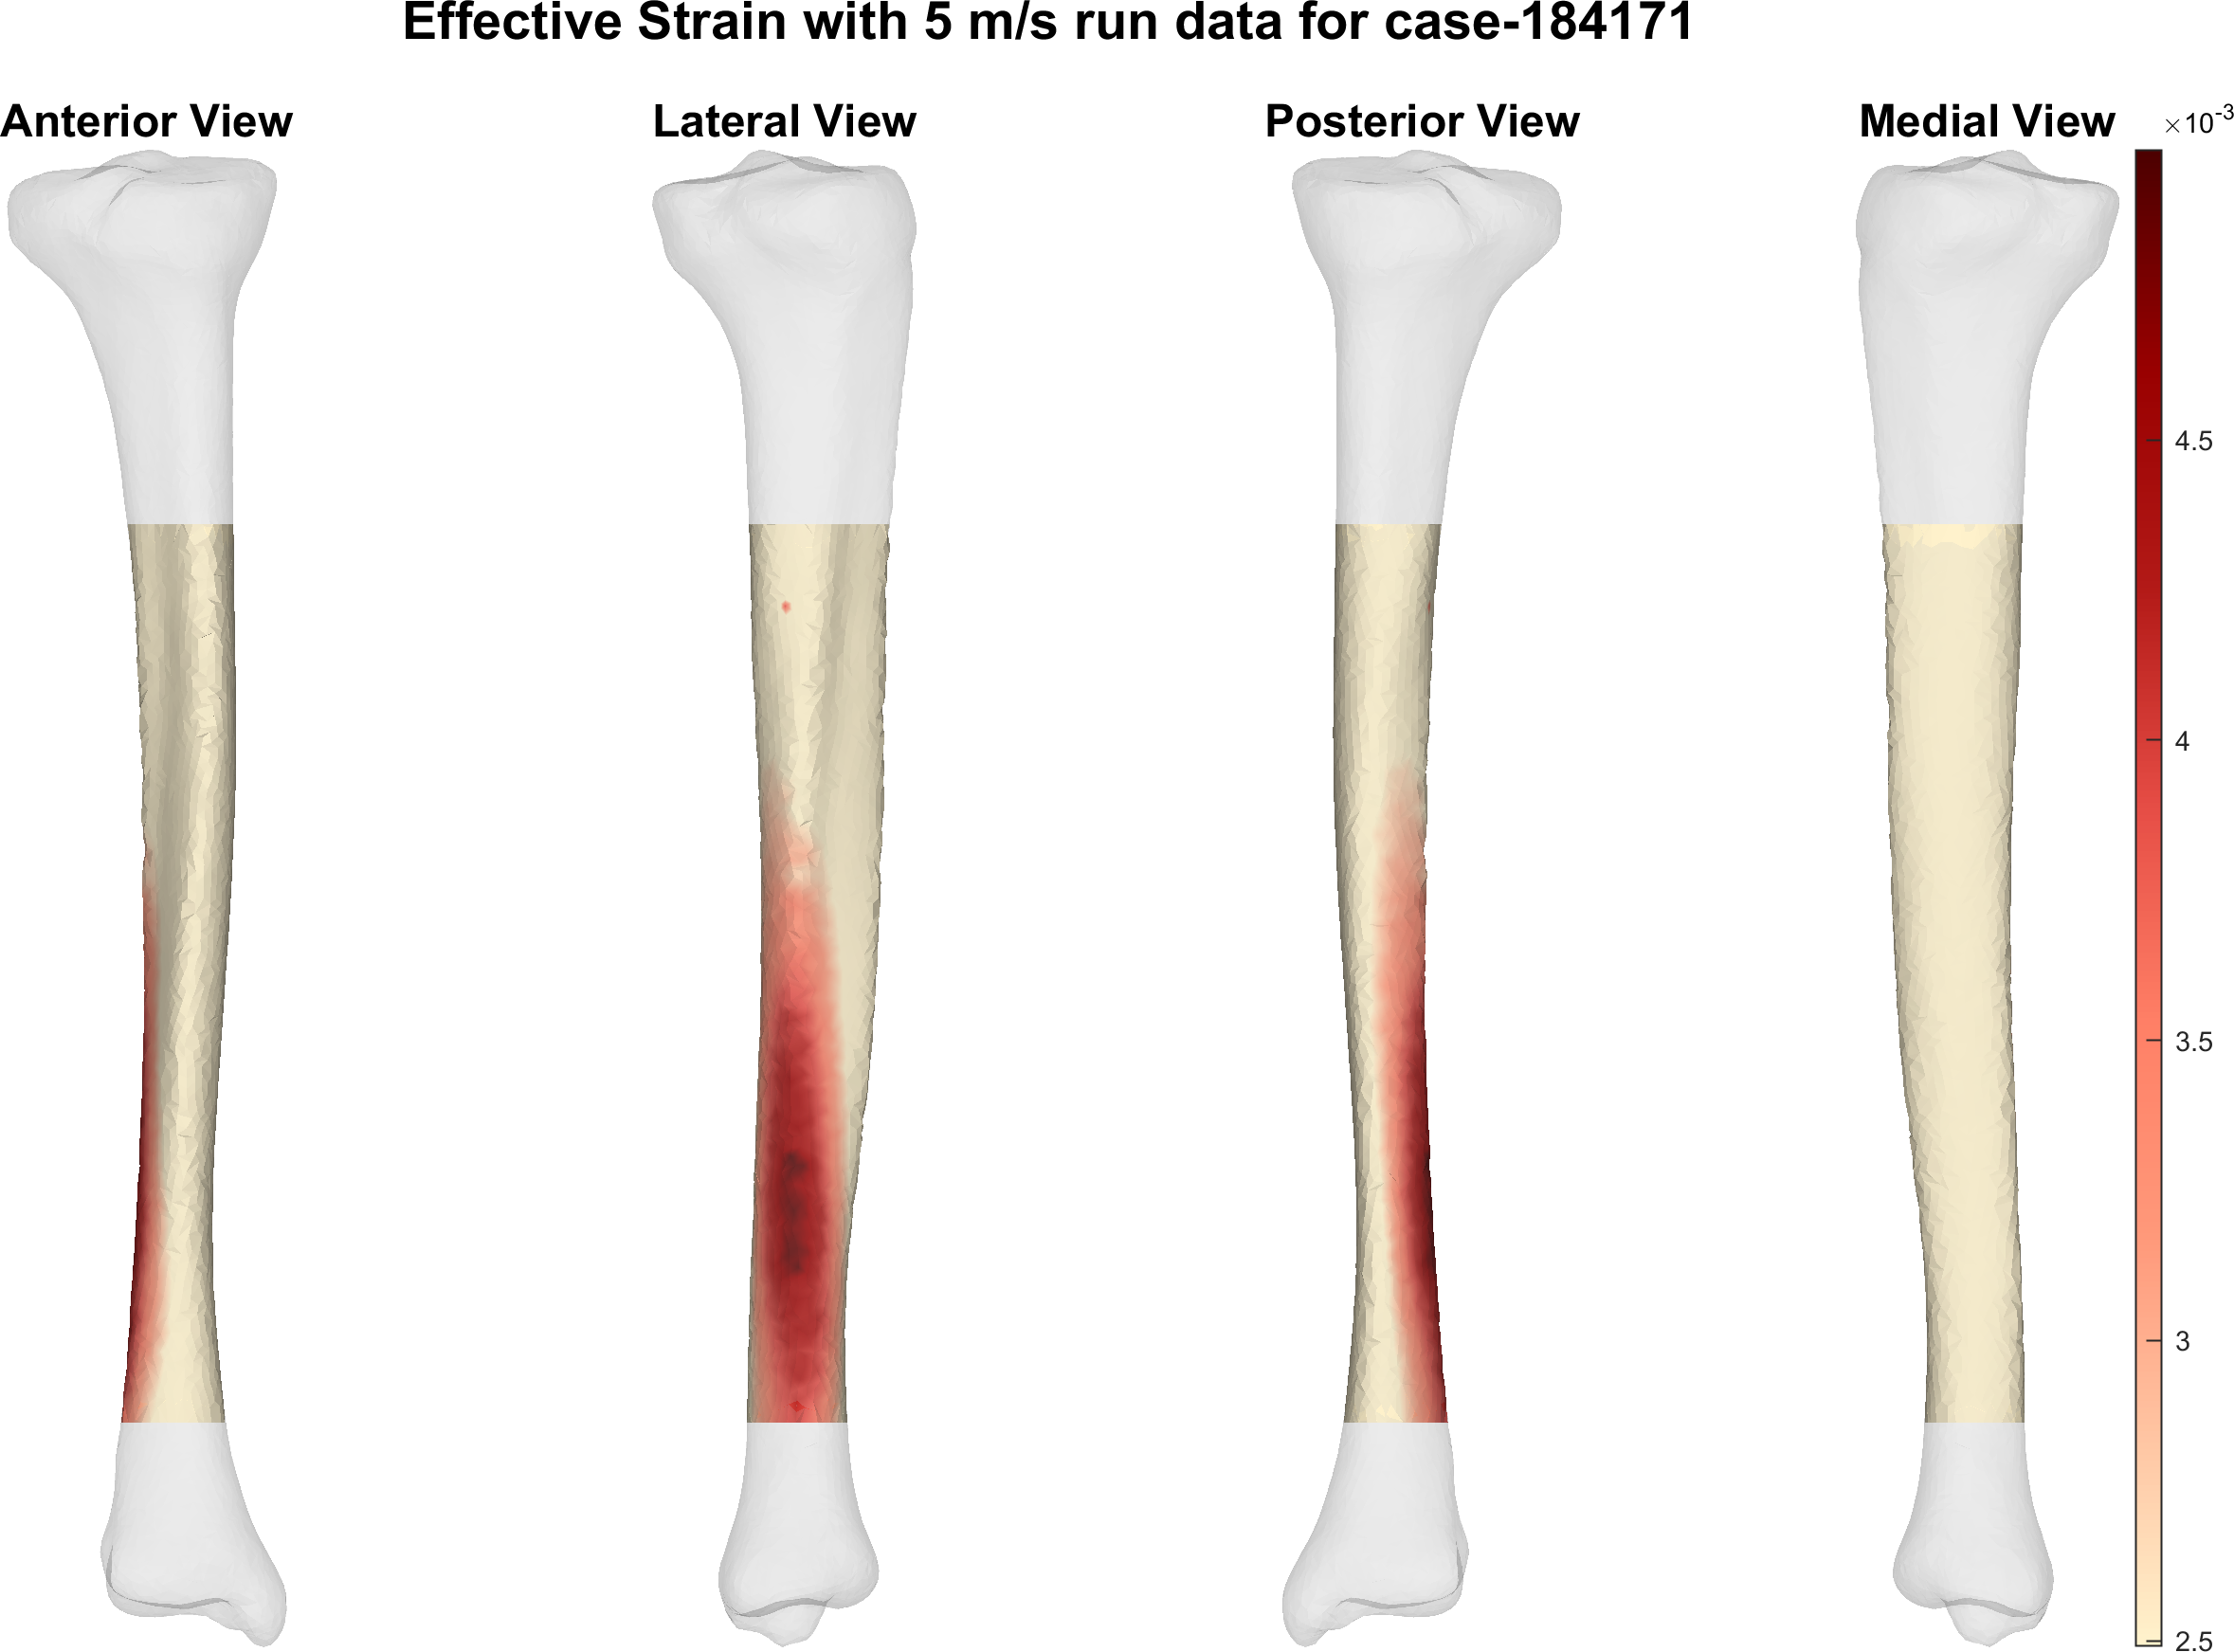 Effective Strain with 5 m/s run data for case-184171
Anterior View
Lateral View
Posterior View
Medial View
×10-3
4.5
4
3.5
3
2.5